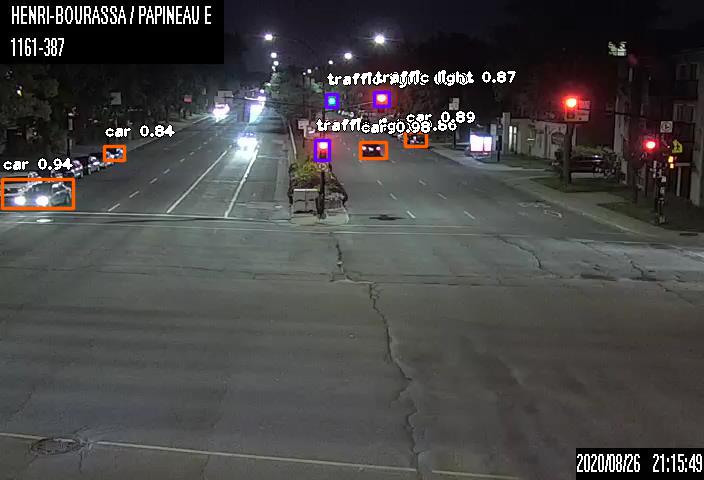 HENRI-BOURASSA / PAPINEAU E
1161-387
traffic light 0.87
car 0.89
car 0.84
car 0.94
2020/08/26 21:15:49